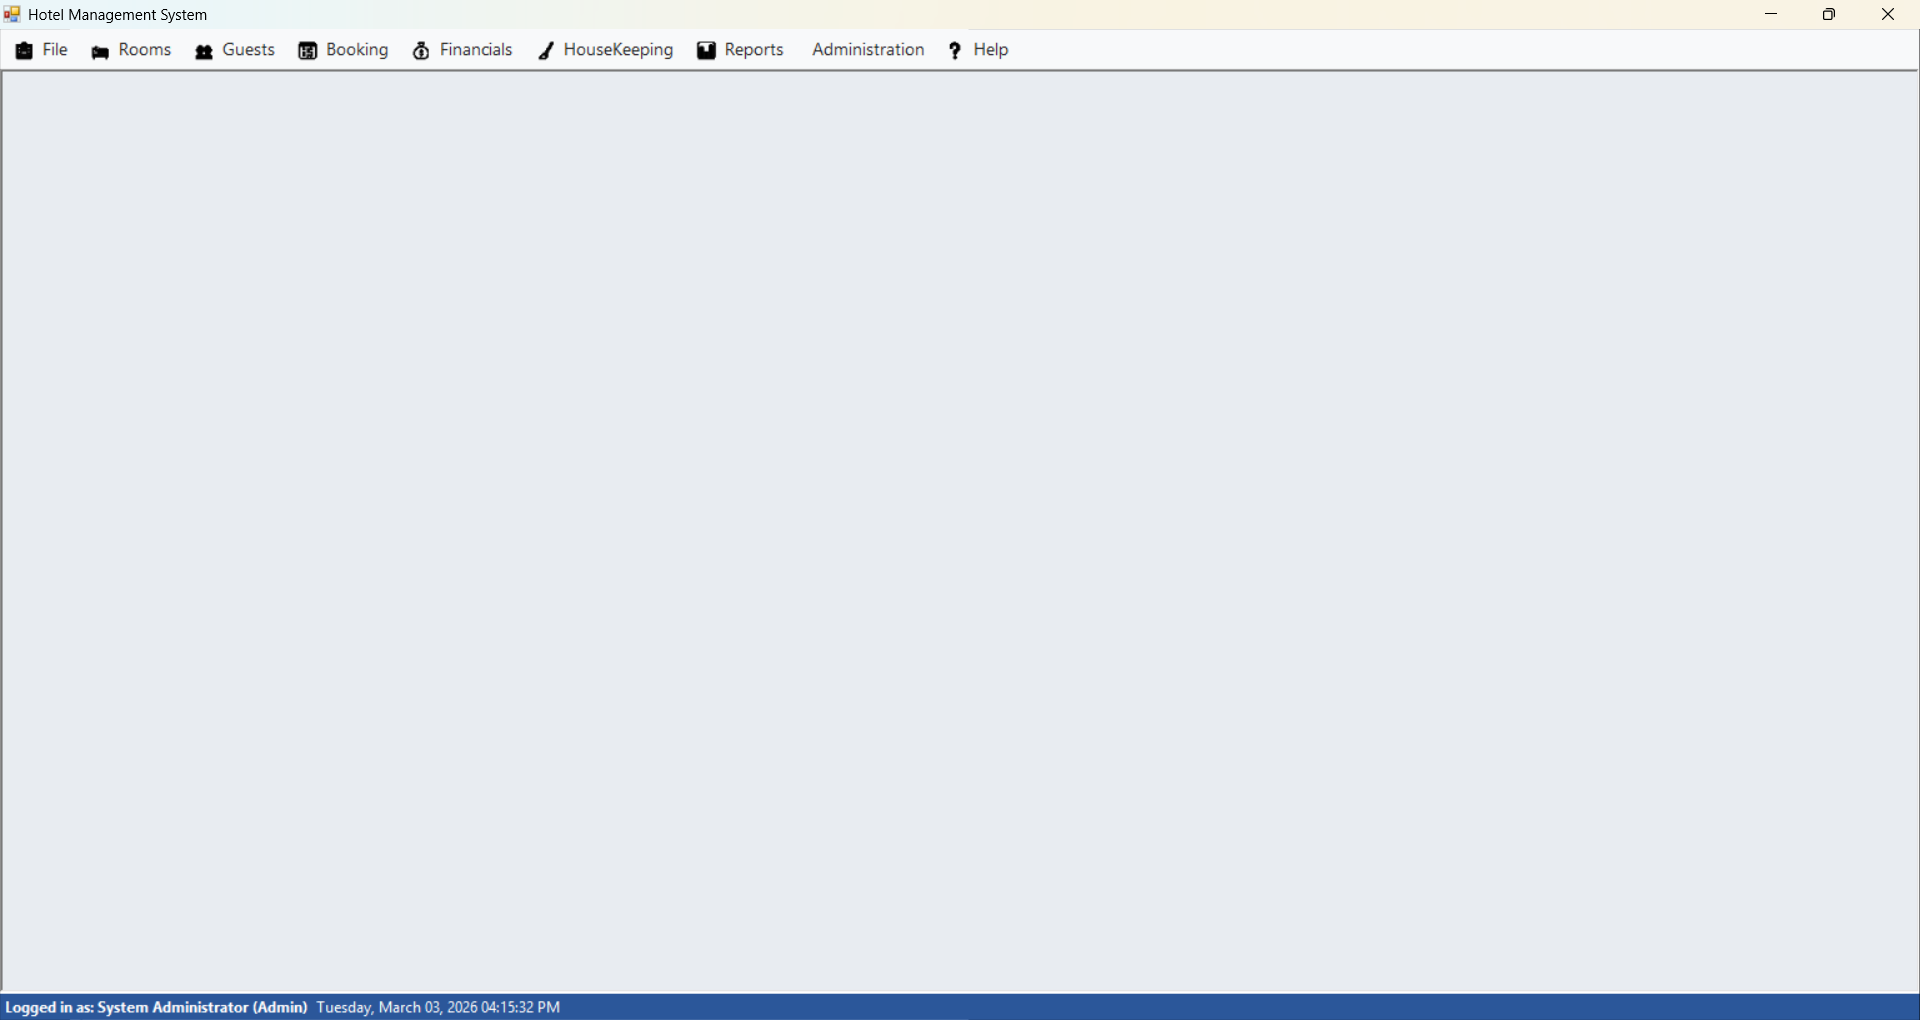 Hotel Management System
File Rooms Guests Booking Financials HouseKeeping Reports Administration Help
Logged in as: System Administrator (Admin) Tuesday, March 03, 2026 04:15:32 PM